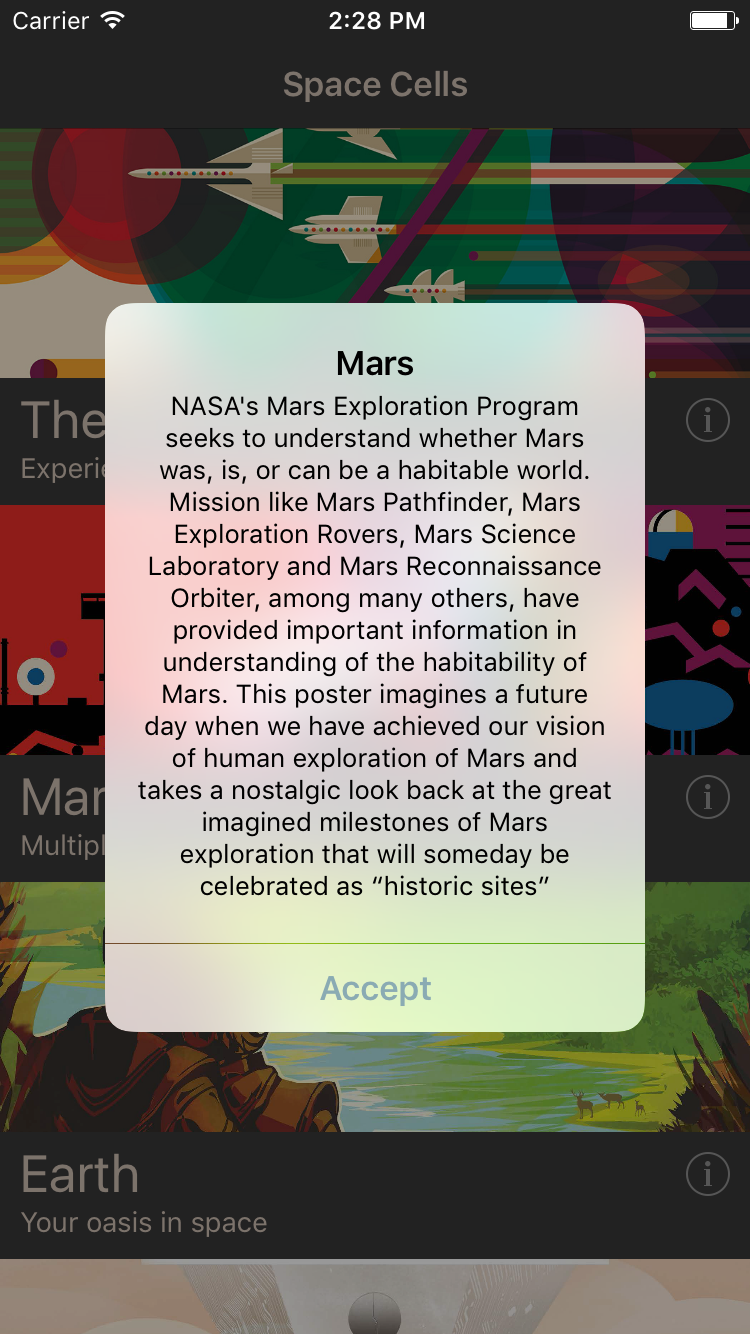 Carrier 2:28 PM
Space Cells
The
Mars
NASA's Mars Exploration Program
seeks to understand whether Mars
was, is, or can be a habitable world.
Mission like Mars Pathfinder, Mars
Exploration Rovers, Mars Science
Laboratory and Mars Reconnaissance
Orbiter, among many others, have
provided important information in
understanding of the habitability of
Mars. This poster imagines a future
day when we have achieved our vision
of human exploration of Mars and
takes a nostalgic look back at the great
imagined milestones of Mars
exploration that will someday be
celebrated as “historic sites”
Accept
Earth
Your oasis in space